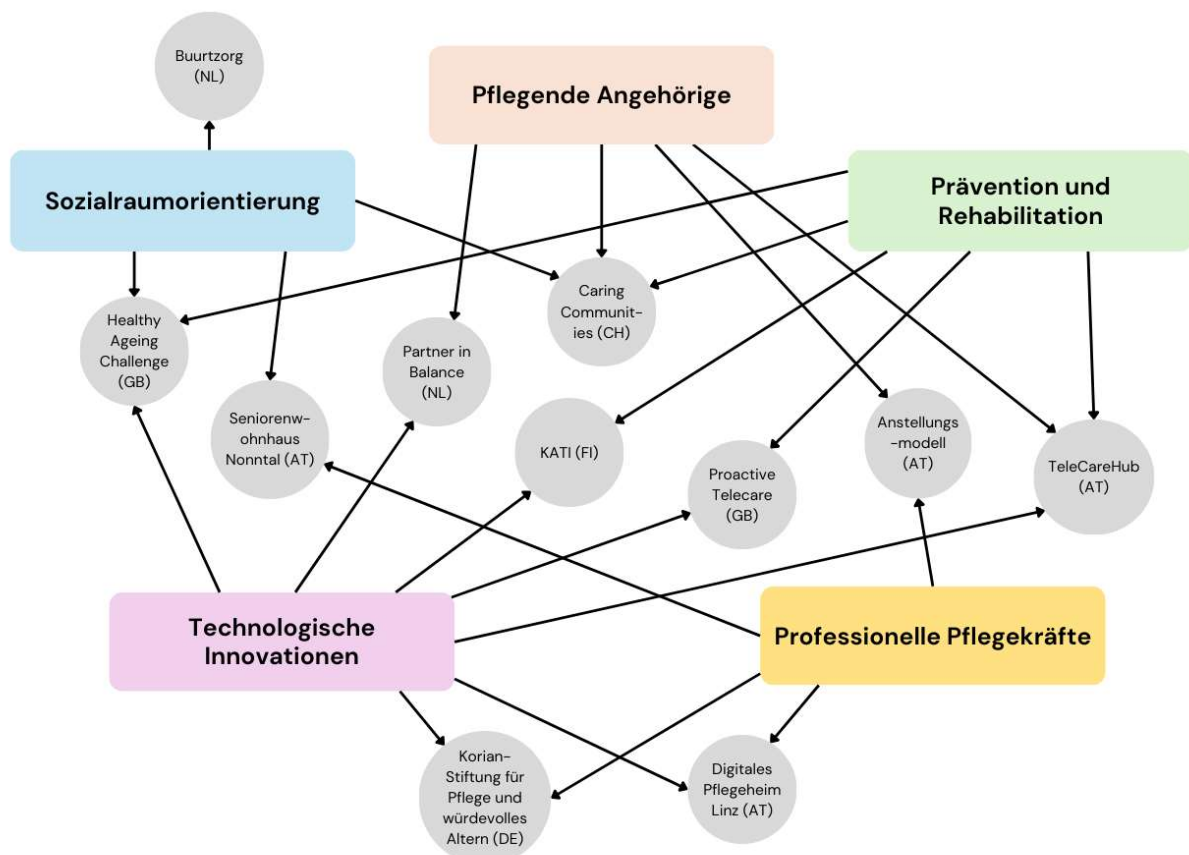 Buurtzorg
(NL)
Pflegende Angehörige
Sozialraumorientierung
Prävention und
Rehabilitation
Healthy
Ageing
Challenge
(GB)
Caring
Communit-
ies (CH)
Partner in
Balance
(NL)
Seniorenw-
ohnhaus
Nonntal (AT)
KATI (FI)
Proactive
Telecare
(GB)
Anstellungs
-modell
(AT)
TeleCareHub
(AT)
Technologische
Innovationen
Professionelle Pflegekräfte
Korian-
Stiftung für
Pflege und
würdevolles
Altern (DE)
Digitales
Pflegeheim
Linz (AT)